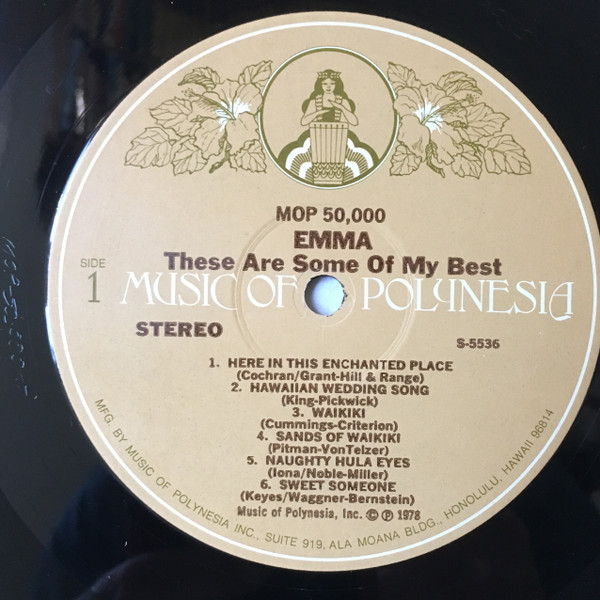 MOP 50,000
EMMA
These Are Some Of My Best
SIDE
1
MUSIC OF POLYNESIA
STEREO
S-5536
1. HERE IN THIS ENCHANTED PLACE
(Cochran/Grant-Hill & Range)
2. HAWAIIAN WEDDING SONG
(King-Pickwick)
3. WAIKIKI
(Cummings-Criterion)
4. SANDS OF WAIKIKI
(Pitman-VonTelzer)
5. NAUGHTY HULA EYES
(Iona/Noble-Miller)
6. SWEET SOMEONE
(Keyes/Waggner-Bernstein)
Music of Polynesia, Inc. © ℗ 1978
MFG. BY MUSIC OF POLYNESIA INC., SUITE 919, ALA MOANA BLDG., HONOLULU, HAWAII 96814